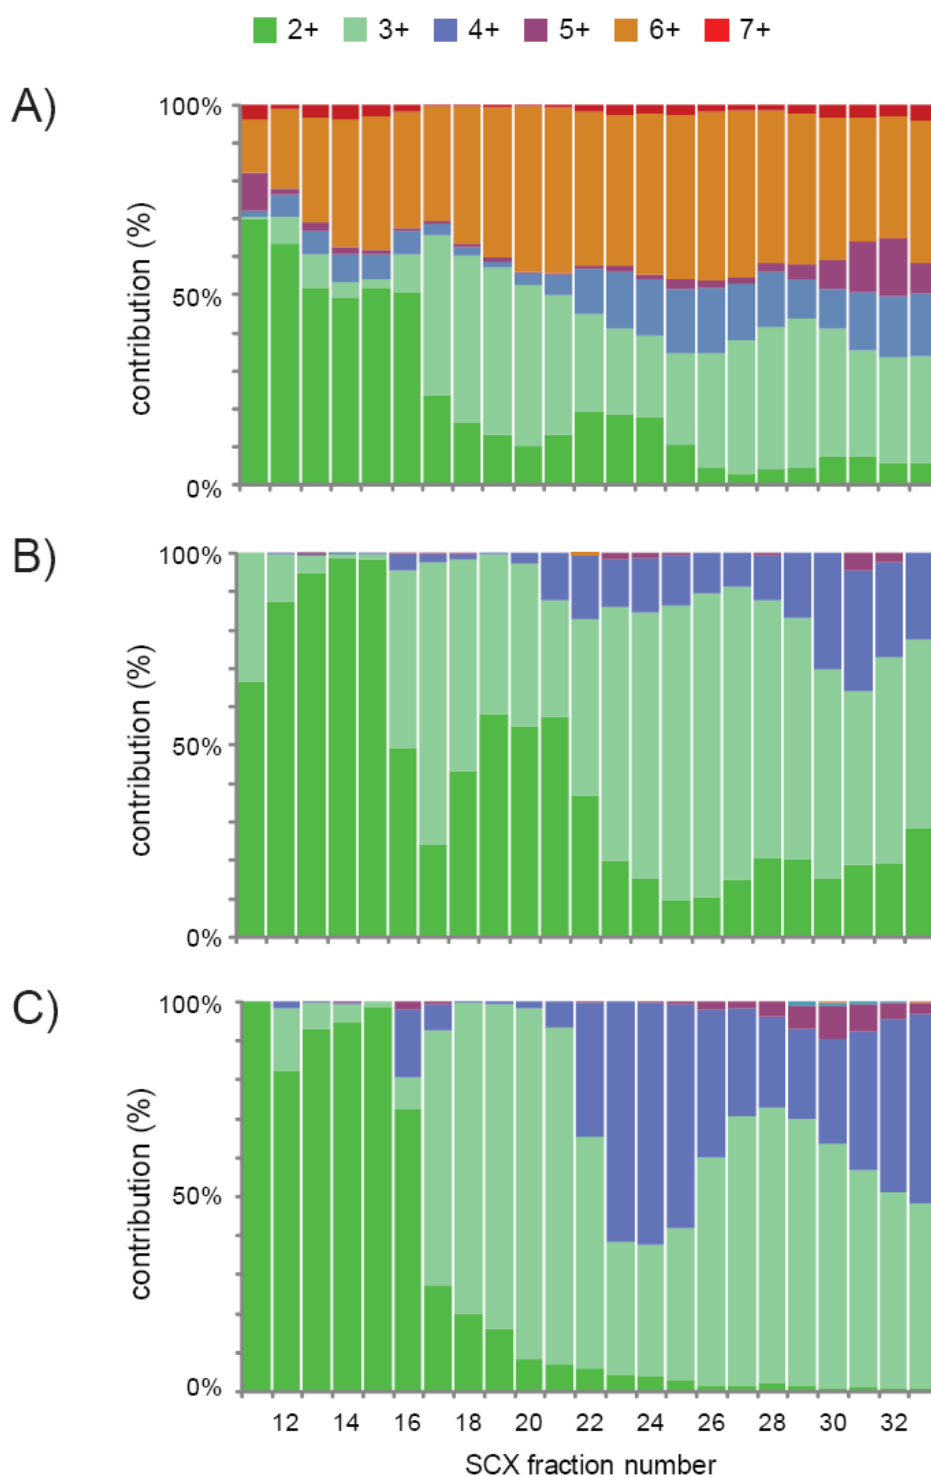 2+ 3+ 4+ 5+ 6+ 7+
A)
100%
50%
0%
contribution (%)
B)
100%
50%
0%
contribution (%)
C)
100%
50%
0%
contribution (%)
12 14 16 18 20 22 24 26 28 30 32
SCX fraction number